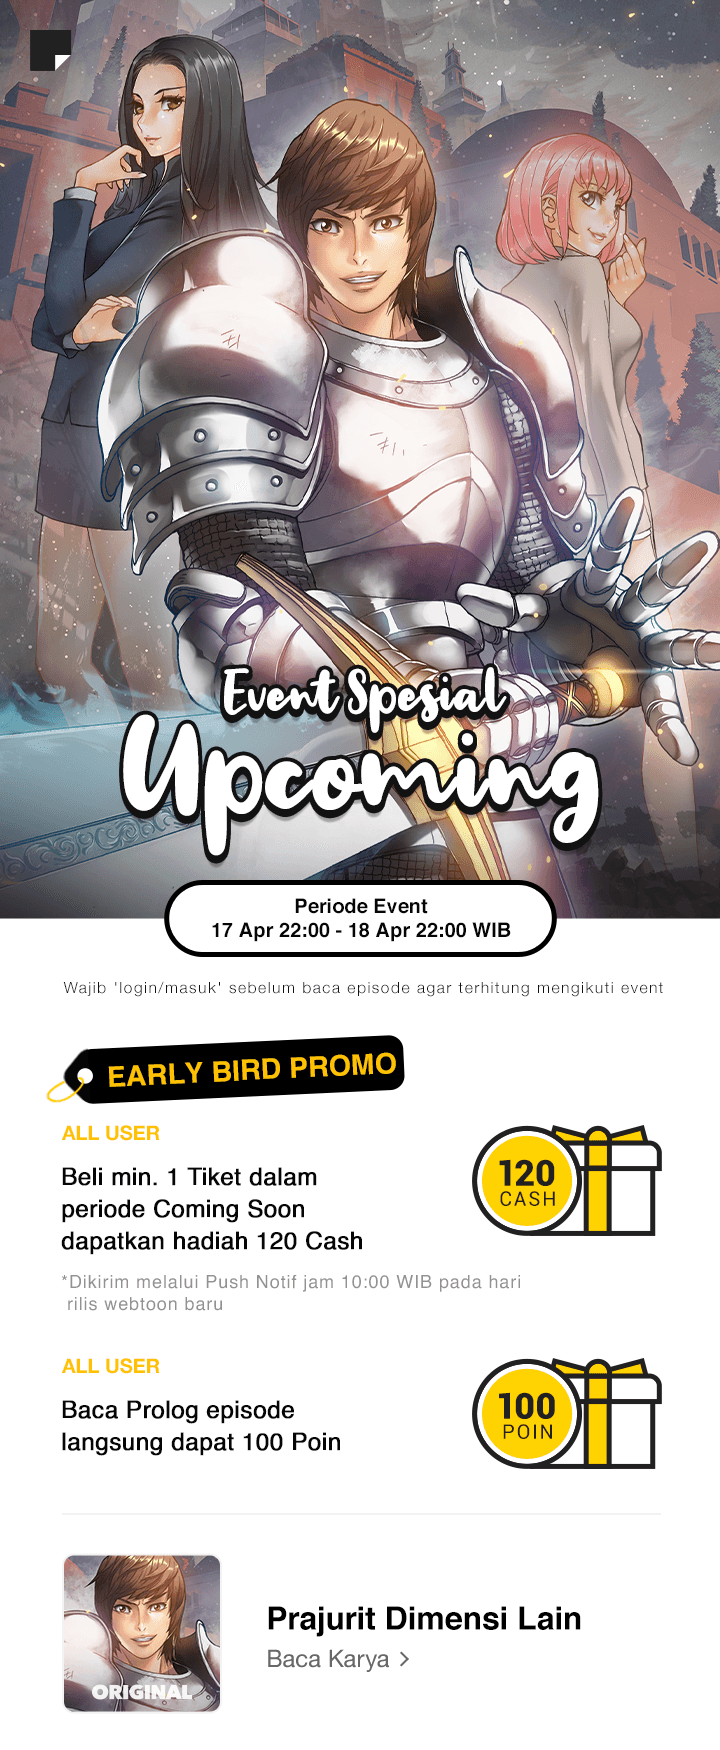 Event Spesial
Upcoming
Periode Event
17 Apr 22:00 - 18 Apr 22:00 WIB
Wajib 'login/masuk' sebelum baca episode agar terhitung mengikuti event
EARLY BIRD PROMO
ALL USER
Beli min. 1 Tiket dalam
periode Coming Soon
dapatkan hadiah 120 Cash
*Dikirim melalui Push Notif jam 10:00 WIB pada hari
rilis webtoon baru
120
CASH
ALL USER
Baca Prolog episode
langsung dapat 100 Poin
100
POIN
ORIGINAL
Prajurit Dimensi Lain
Baca Karya >